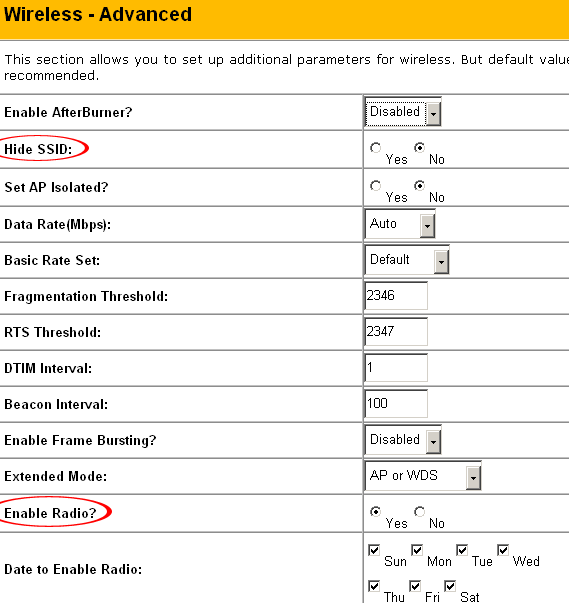 Wireless - Advanced
This section allows you to set up additional parameters for wireless. But default value
recommended.
Enable AfterBurner? Disabled
Hide SSID: Yes No
Set AP Isolated? Yes No
Data Rate(Mbps): Auto
Basic Rate Set: Default
Fragmentation Threshold: 2346
RTS Threshold: 2347
DTIM Interval: 1
Beacon Interval: 100
Enable Frame Bursting? Disabled
Extended Mode: AP or WDS
Enable Radio? Yes No
Date to Enable Radio: Sun Mon Tue Wed
Thu Fri Sat